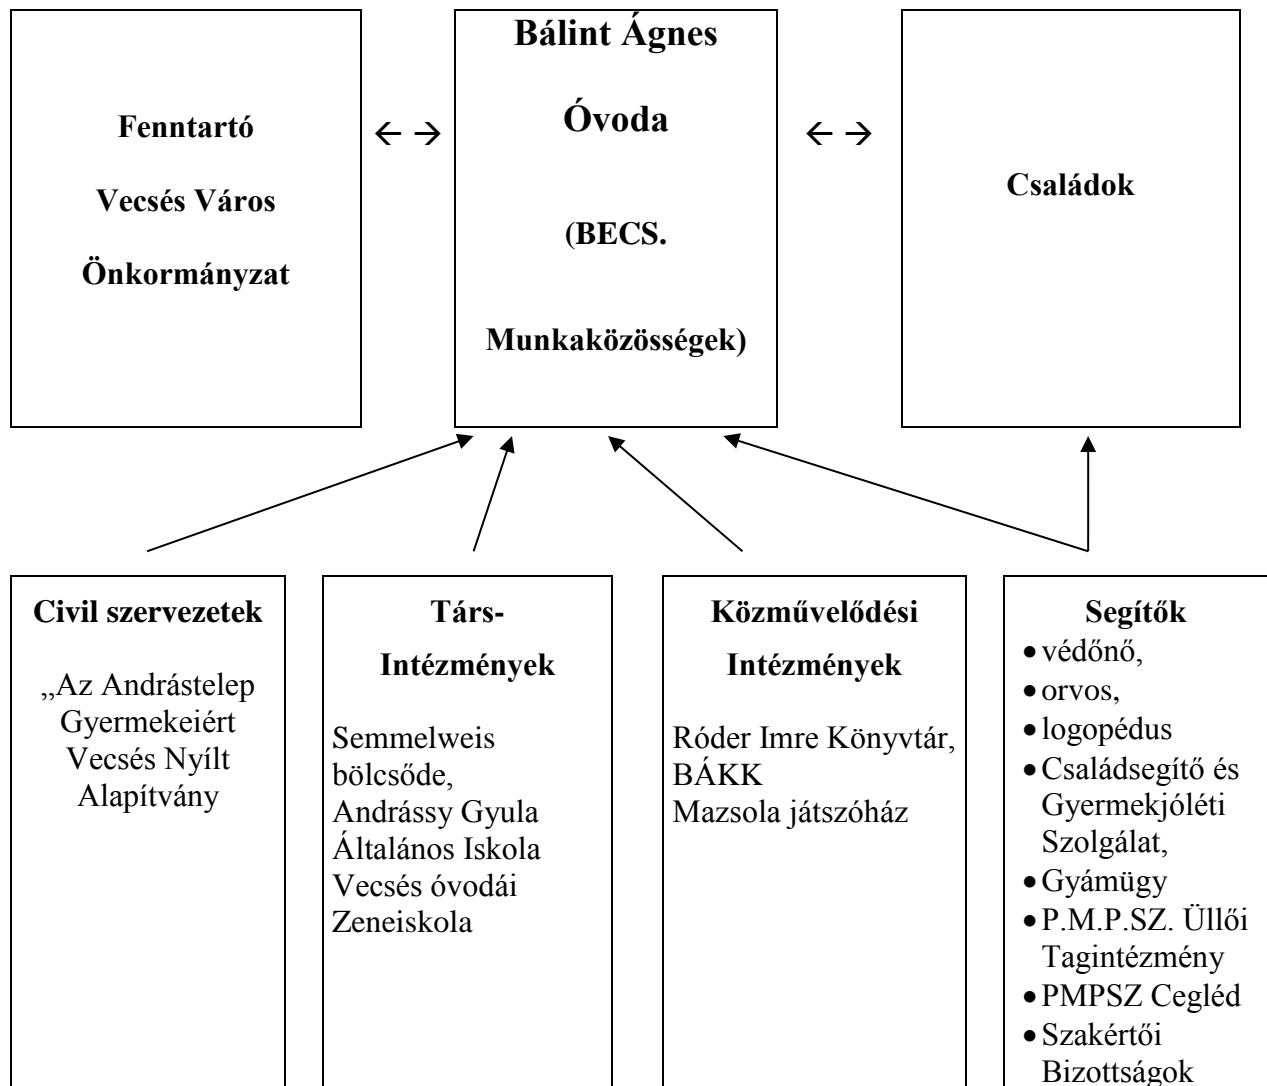 Fenntartó
Vecsés Város
Önkormányzat
← →
Bálint Ágnes
Óvoda
(BECS.
Munkaközösségek)
← →
Családok
Civil szervezetek
„Az Andrástelep
Gyermekeiért
Vecsés Nyílt
Alapítvány
Társ-
Intézmények
Semmelweis
bölcsőde,
Andrássy Gyula
Általános Iskola
Vecsés óvodái
Zeneiskola
Közművelődési
Intézmények
Róder Imre Könyvtár,
BÁKK
Mazsola játszóház
Segítők
• védőnő,
• orvos,
• logopédus
• Családsegítő és
Gyermekjóléti
Szolgálat,
• Gyámügy
• P.M.P.SZ. Üllői
Tagintézmény
• PMPSZ Cegléd
• Szakértői
Bizottságok